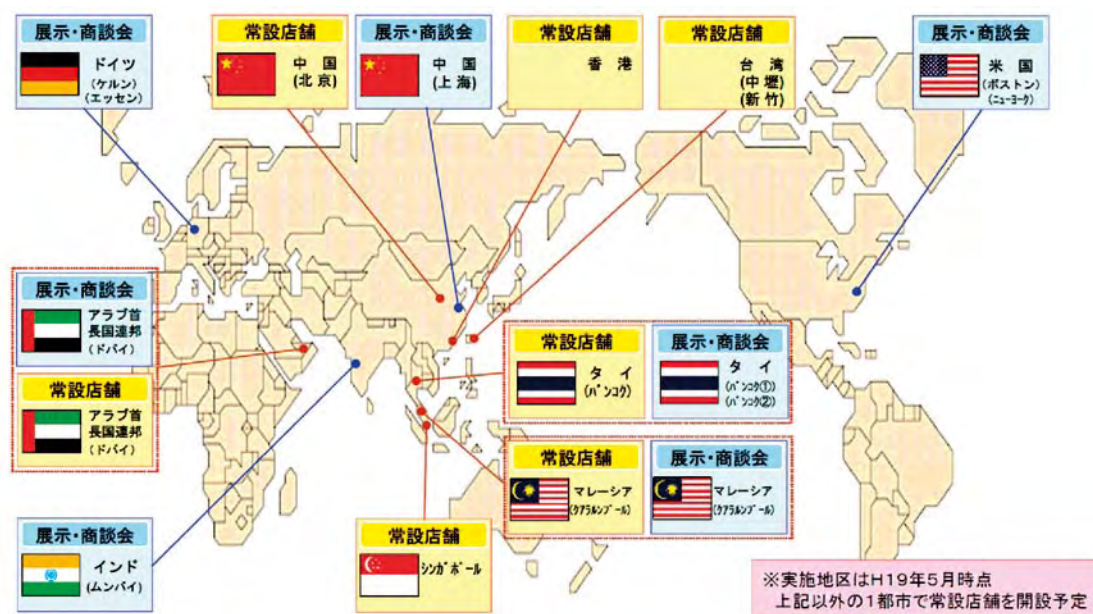 展示・商談会
ドイツ
(ケルン)
(エッセン)
常設店舗
中国
(北京)
展示・商談会
中国
(上海)
常設店舗
香港
常設店舗
台湾
(中壢)
(新竹)
展示・商談会
米国
(ボストン)
(ニューヨーク)
展示・商談会
アラブ首
長国連邦
(ドバイ)
常設店舗
アラブ首
長国連邦
(ドバイ)
常設店舗
タイ
(バンコク)
展示・商談会
タイ
(バンコク①)
(バンコク②)
常設店舗
マレーシア
(クアラルンプール)
展示・商談会
マレーシア
(クアラルンプール)
展示・商談会
インド
(ムンバイ)
常設店舗
シンガポール
※実施地区はH19年5月時点
上記以外の1都市で常設店舗を開設予定